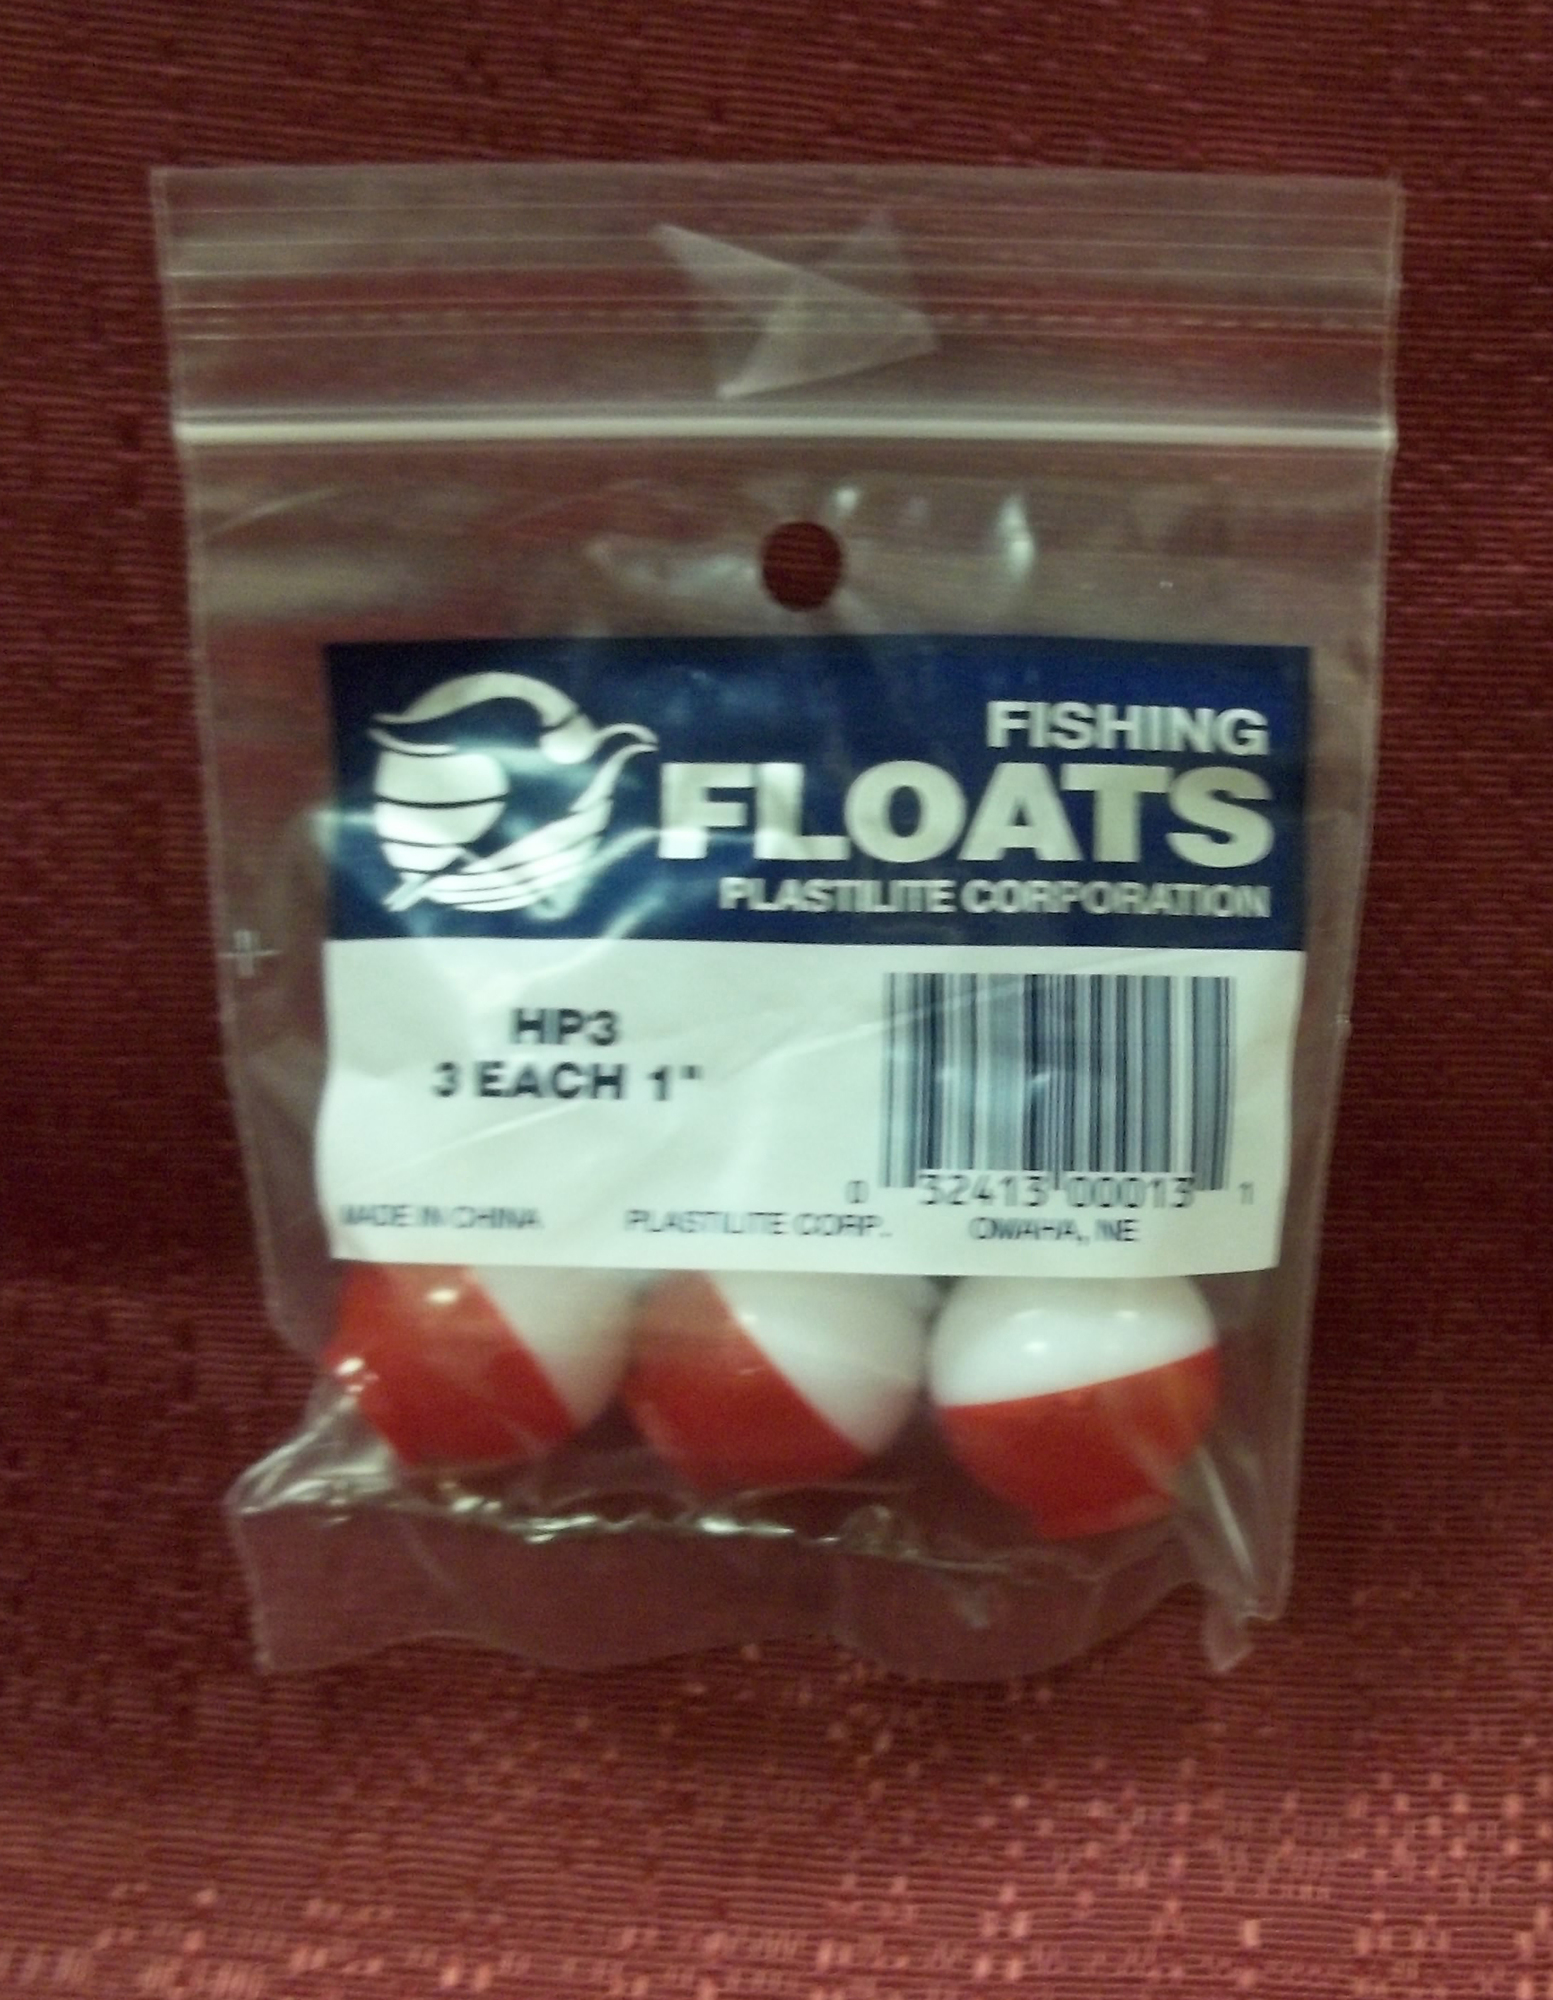 FISHING
FLOATS
PLASTILITE CORPORATION
HP3
3 EACH 1"
0 32413 00013 1
MADE IN CHINA PLASTILITE CORP. OMAHA, NE